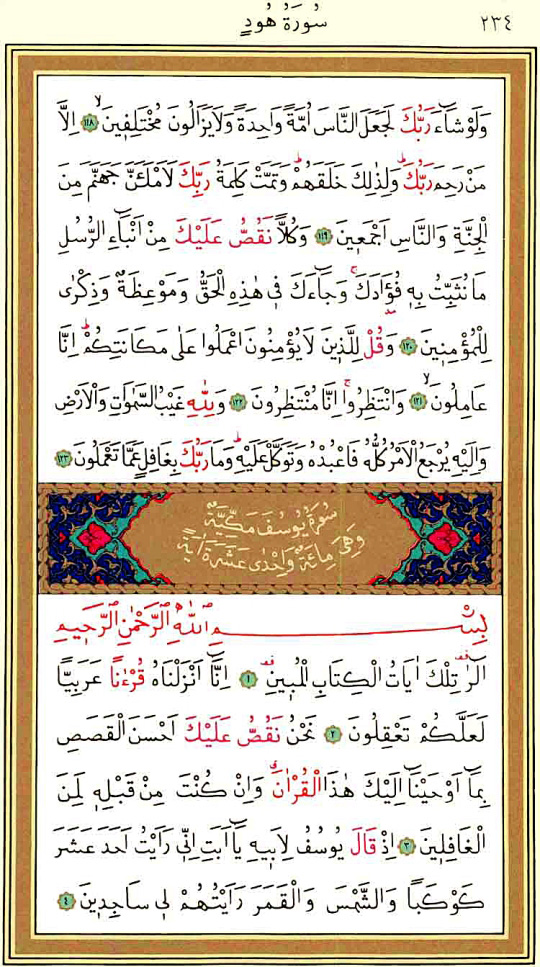 سُورَةُ هُودٍ ٢٣٤
وَلَوْ شَٓاءَ رَبُّكَ لَجَعَلَ النَّاسَ اُمَّةً وَاحِدَةً وَلَا يَزَالُونَ مُخْتَلِف۪ينَۙ ١١٨ اِلَّا
مَنْ رَحِمَ رَبُّكَۜ وَلِذٰلِكَ خَلَقَهُمْۜ وَتَمَّتْ كَلِمَةُ رَبِّكَ لَاَمْلَـَٔنَّ جَهَنَّمَ مِنَ
الْجِنَّةِ وَالنَّاسِ اَجْمَع۪ينَ ١١٩ وَكُلًّا نَقُصُّ عَلَيْكَ مِنْ اَنْبَٓاءِ الرُّسُلِ
مَا نُثَبِّتُ بِه۪ فُؤٰادَكَۚ وَجَٓاءَكَ ف۪ي هٰذِهِ الْحَقُّ وَمَوْعِظَةٌ وَذِكْرٰى
لِلْمُؤْمِن۪ينَ ١٢٠ وَقُلْ لِلَّذ۪ينَ لَا يُؤْمِنُونَ اعْمَلُوا عَلٰى مَكَانَتِكُمْۜ اِنَّا
عَامِلُونَۙ ١٢١ وَانْتَظِرُواۚ اِنَّا مُنْتَظِرُونَ ١٢٢ وَلِلّٰهِ غَيْبُ السَّمٰوَاتِ وَالْاَرْضِ
وَاِلَيْهِ يُرْجَعُ الْاَمْرُ كُلُّهُ فَاعْبُدْهُ وَتَوَكَّلْ عَلَيْهِۜ وَمَا رَبُّكَ بِغَافِلٍ عَمَّا تَعْمَلُونَ ١٢٣
سُورَةُ يُوسُفَ مَكِّيَّةٌ
وَهِيَ مِائَةٌ وَاِحْدٰى عَشْرَةَ اٰيَةً
بِسْمِ اللّٰهِ الرَّحْمٰنِ الرَّح۪يمِ
الٓرٰ۠ تِلْكَ اٰيَاتُ الْكِتَابِ الْمُب۪ينِ۠ ١ اِنَّٓا اَنْزَلْنَاهُ قُرْءٰنًا عَرَبِيًّا
لَعَلَّكُمْ تَعْقِلُونَ ٢ نَحْنُ نَقُصُّ عَلَيْكَ اَحْسَنَ الْقَصَصِ
بِمَٓا اَوْحَيْنَٓا اِلَيْكَ هٰذَا الْقُرْاٰنَۗ وَاِنْ كُنْتَ مِنْ قَبْلِه۪ لَمِنَ
الْغَافِل۪ينَ ٣ اِذْ قَالَ يُوسُفُ لِاَب۪يهِ يَٓا اَبَتِ اِنّ۪ي رَاَيْتُ اَحَدَ عَشَرَ
كَوْكَبًا وَالشَّمْسَ وَالْقَمَرَ رَاَيْتُهُمْ ل۪ي سَاجِد۪ينَ ٤